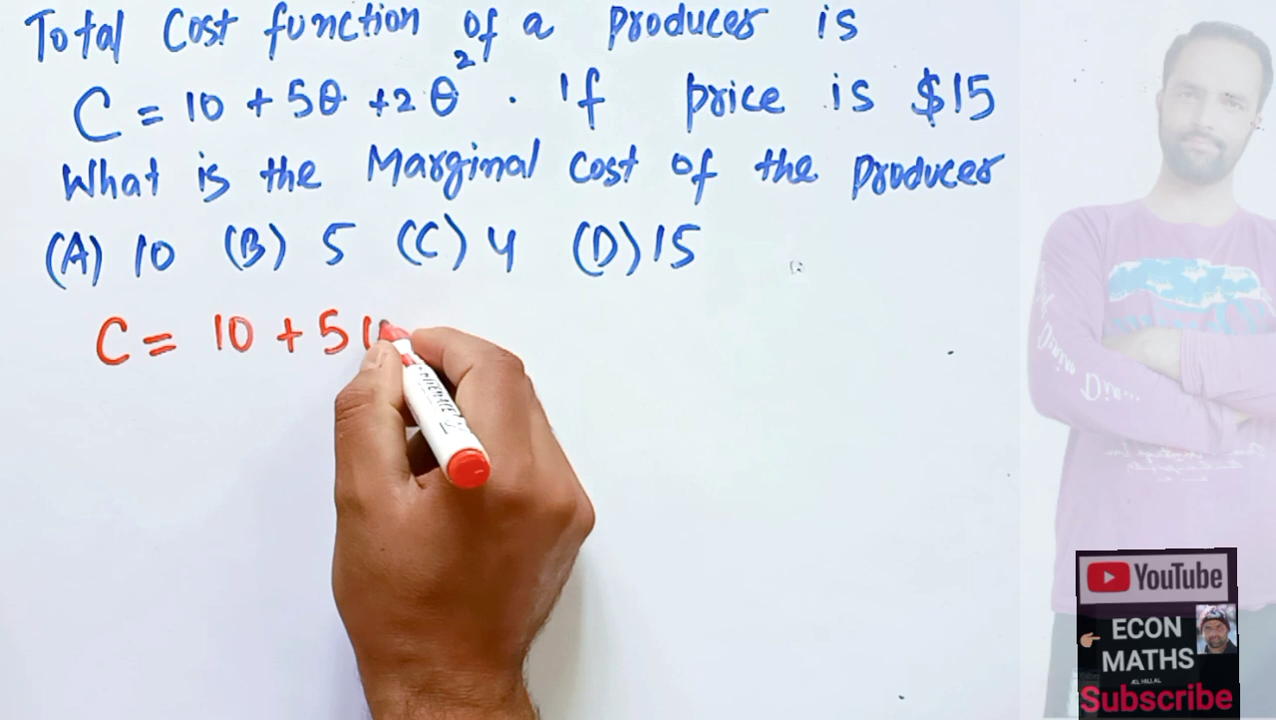 Total Cost function of a Producer is
C = 10 + 5θ + 2θ² . If price is $15
What is the Marginal Cost of the Producer
(A) 10 (B) 5 (C) 4 (D) 15
C = 10 + 5
YouTube
ECON
MATHS
Subscribe